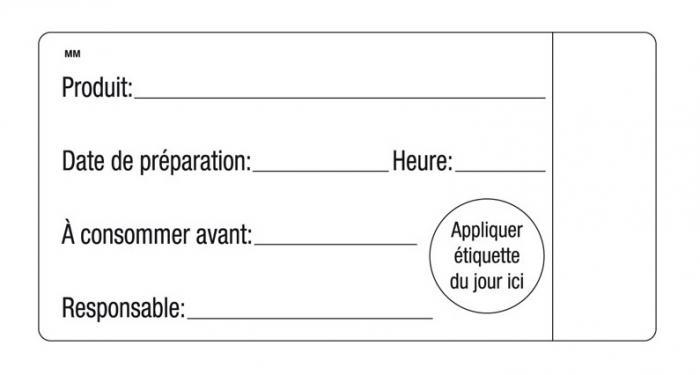 MM
Produit:
Date de préparation: Heure:
À consommer avant:
Appliquer
étiquette
du jour ici
Responsable: